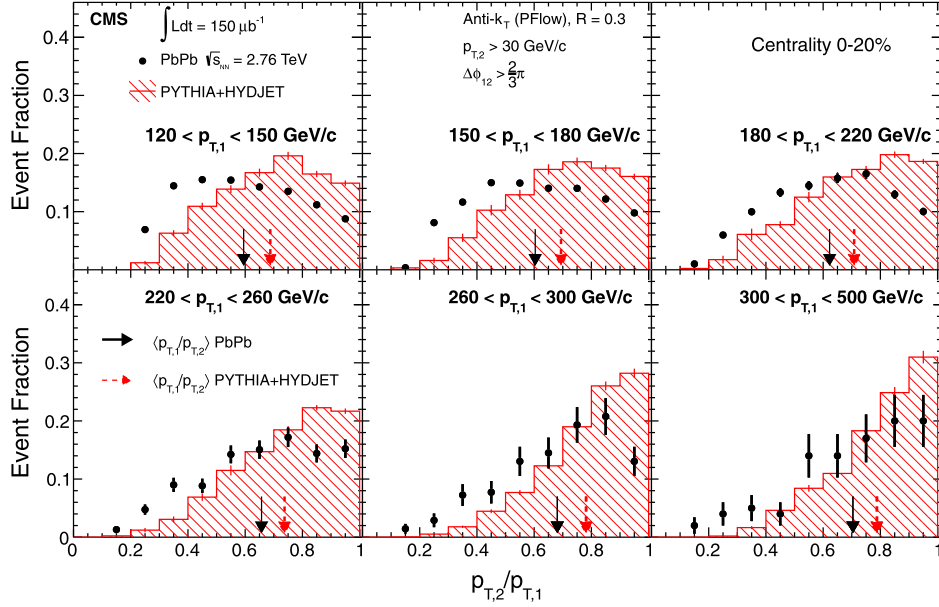 CMS
∫Ldt = 150 μb⁻¹
PbPb √s_NN = 2.76 TeV
PYTHIA+HYDJET
120 < p_T,1 < 150 GeV/c
Anti-k_T (PFlow), R = 0.3
p_T,2 > 30 GeV/c
Δϕ_12 > 2/3 π
150 < p_T,1 < 180 GeV/c
Centrality 0-20%
180 < p_T,1 < 220 GeV/c
Event Fraction
0.4
0.3
0.2
0.1
220 < p_T,1 < 260 GeV/c
⟨p_T,1/p_T,2⟩ PbPb
⟨p_T,1/p_T,2⟩ PYTHIA+HYDJET
260 < p_T,1 < 300 GeV/c
300 < p_T,1 < 500 GeV/c
Event Fraction
0.4
0.3
0.2
0.1
0
0 0.2 0.4 0.6 0.8 1 0.2 0.4 0.6 0.8 1 0.2 0.4 0.6 0.8 1
p_T,2/p_T,1